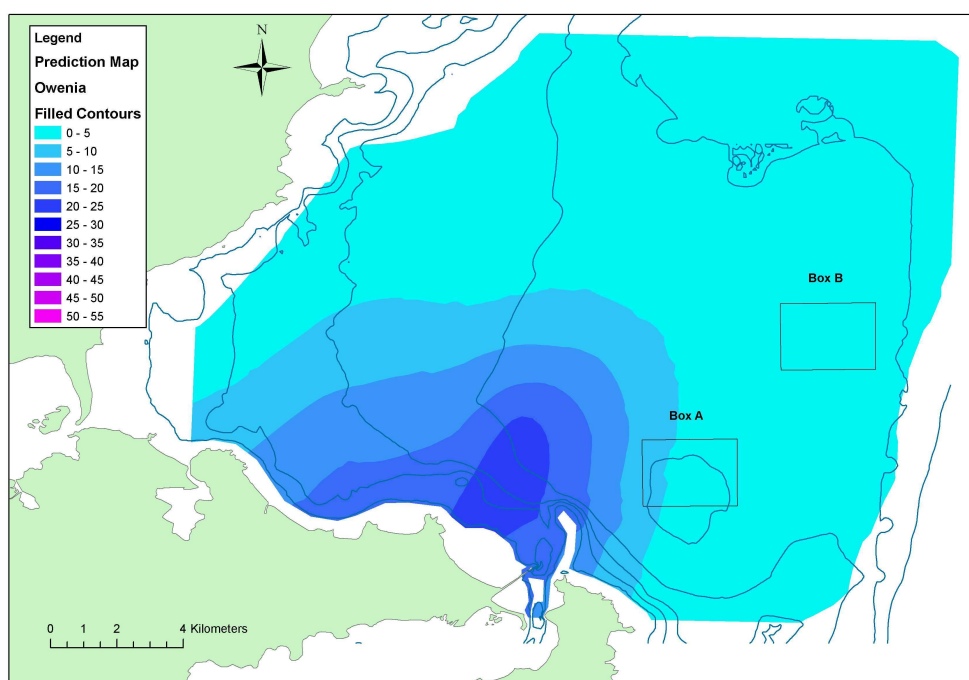 Legend
Prediction Map
Owenia
Filled Contours
0 - 5
5 - 10
10 - 15
15 - 20
20 - 25
25 - 30
30 - 35
35 - 40
40 - 45
45 - 50
50 - 55
N
Box B
Box A
0 1 2 4 Kilometers